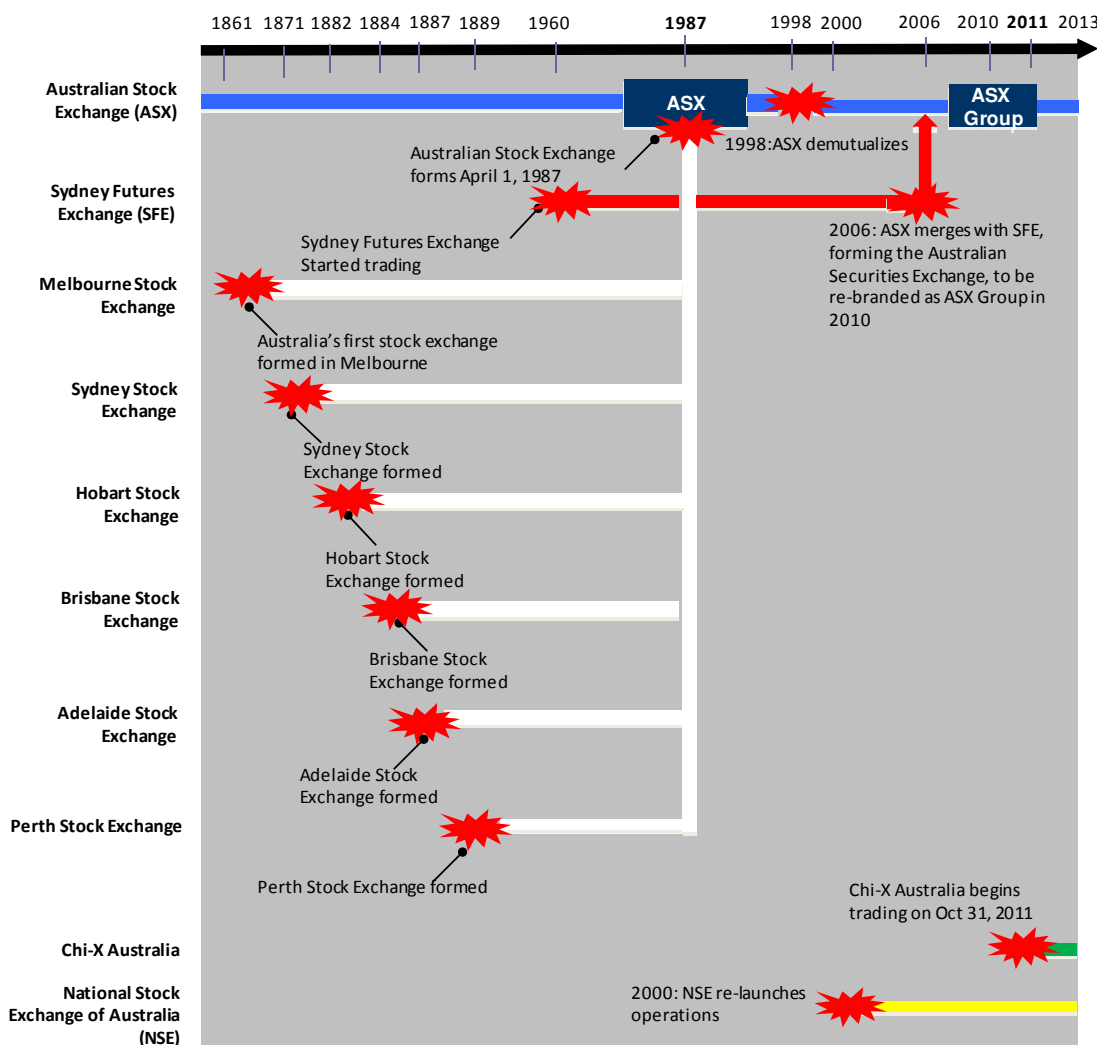 1861 1871 1882 1884 1887 1889 1960 1987 1998 2000 2006 2010 2011 2013
Australian Stock
Exchange (ASX)
ASX
ASX
Group
1998:ASX demutualizes
Australian Stock Exchange
forms April 1, 1987
Sydney Futures
Exchange (SFE)
Sydney Futures Exchange
Started trading
2006: ASX merges with SFE,
forming the Australian
Securities Exchange, to be
re-branded as ASX Group in
2010
Melbourne Stock
Exchange
Australia’s first stock exchange
formed in Melbourne
Sydney Stock
Exchange
Sydney Stock
Exchange formed
Hobart Stock
Exchange
Hobart Stock
Exchange formed
Brisbane Stock
Exchange
Brisbane Stock
Exchange formed
Adelaide Stock
Exchange
Adelaide Stock
Exchange formed
Perth Stock Exchange
Perth Stock Exchange formed
Chi-X Australia begins
trading on Oct 31, 2011
Chi-X Australia
National Stock
Exchange of Australia
(NSE)
2000: NSE re-launches
operations